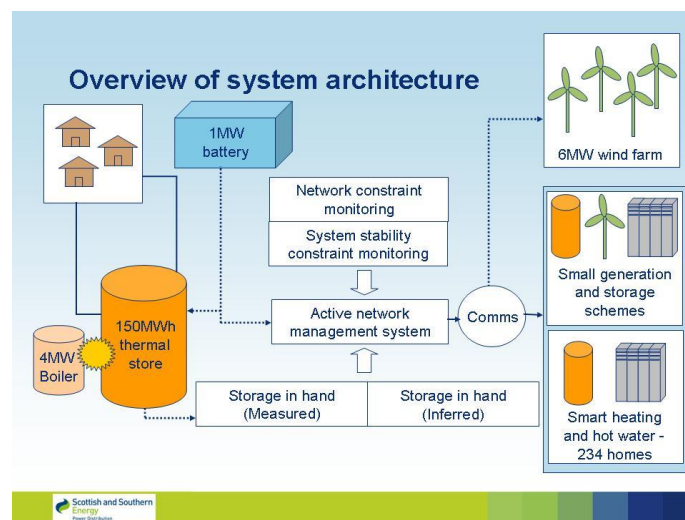 Overview of system architecture
1MW
battery
6MW wind farm
Network constraint
monitoring
System stability
constraint monitoring
Small generation
and storage
schemes
150MWh
thermal
store
Active network
management system
Comms
4MW
Boiler
Storage in hand
(Measured)
Storage in hand
(Inferred)
Smart heating
and hot water -
234 homes
Scottish and Southern
Energy
Power Distribution